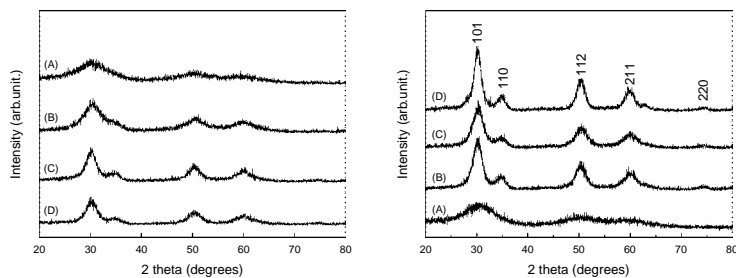 (A)
(B)
(C)
(D)
Intensity (arb.unit.)
20 30 40 50 60 70 80
2 theta (degrees)
101
110
112
211
220
(D)
(C)
(B)
(A)
Intensity (arb.unit.)
20 30 40 50 60 70 80
2 theta (degrees)